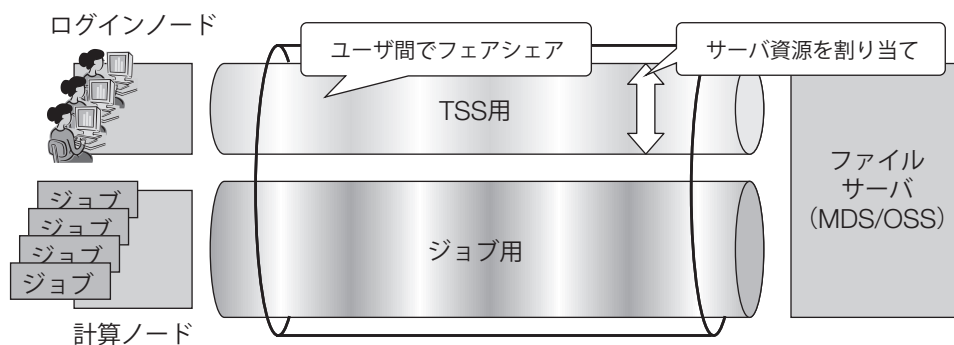 ログインノード
ユーザ間でフェアシェア
サーバ資源を割り当て
TSS用
ファイル
サーバ
(MDS/OSS)
ジョブ
ジョブ
ジョブ
ジョブ
ジョブ用
計算ノード